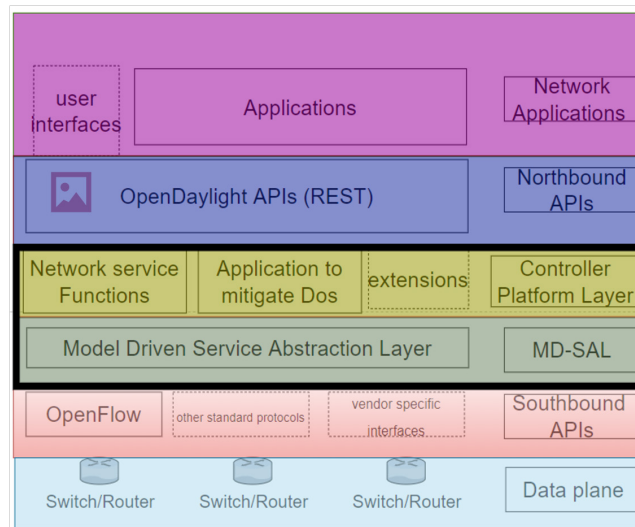 user
interfaces
Applications
Network
Applications
OpenDaylight APIs (REST)
Northbound
APIs
Network service
Functions
Application to
mitigate Dos
extensions
Controller
Platform Layer
Model Driven Service Abstraction Layer
MD-SAL
OpenFlow
other standard protocols
vendor specific
interfaces
Southbound
APIs
Switch/Router
Switch/Router
Switch/Router
Data plane